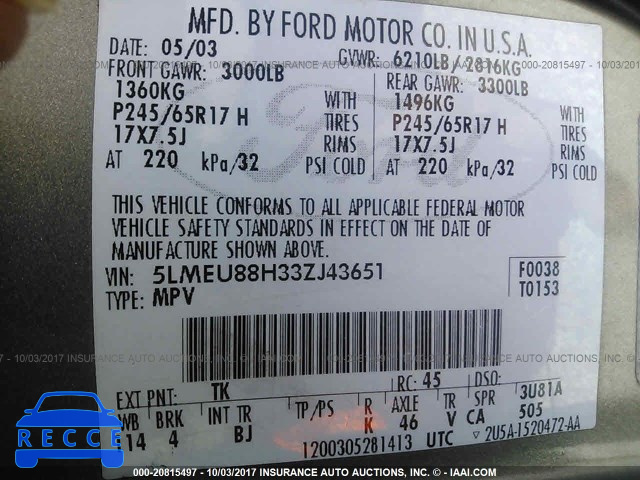 MFD. BY FORD MOTOR CO. IN U.S.A.
DATE: 05/03 GVWR: 6210LB / 2816KG
FRONT GAWR: 3000LB REAR GAWR: 3300LB
1360KG WITH 1496KG WITH
P245/65R17 H TIRES P245/65R17 H TIRES
17X7.5J RIMS 17X7.5J RIMS
AT 220 kPa/32 PSI COLD AT 220 kPa/32 PSI COLD
Ford
THIS VEHICLE CONFORMS TO ALL APPLICABLE FEDERAL MOTOR
VEHICLE SAFETY STANDARDS IN EFFECT ON THE DATE OF
MANUFACTURE SHOWN ABOVE.
VIN: 5LMEU88H33ZJ43651 F0038
TYPE: MPV T0153
EXT PNT: TK RC: 45 DSO:
WB BRK INT TR TP/PS R AXLE TR SPR 3U81A
114 4 BJ K 46 V CA 505
1200305281413 UTC ▽ 2U5A-1520472-AA
RESEAUTO
000-20815497 - 10/03/2017 INSURANCE AUTO AUCTIONS, INC. - © - IAAI.COM